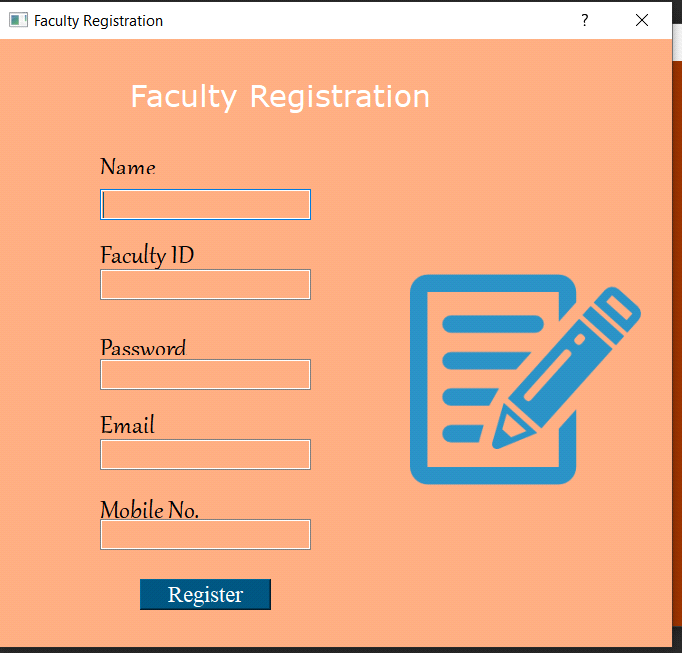 Faculty Registration
?
Faculty Registration
Name
Faculty ID
Password
Email
Mobile No.
Register